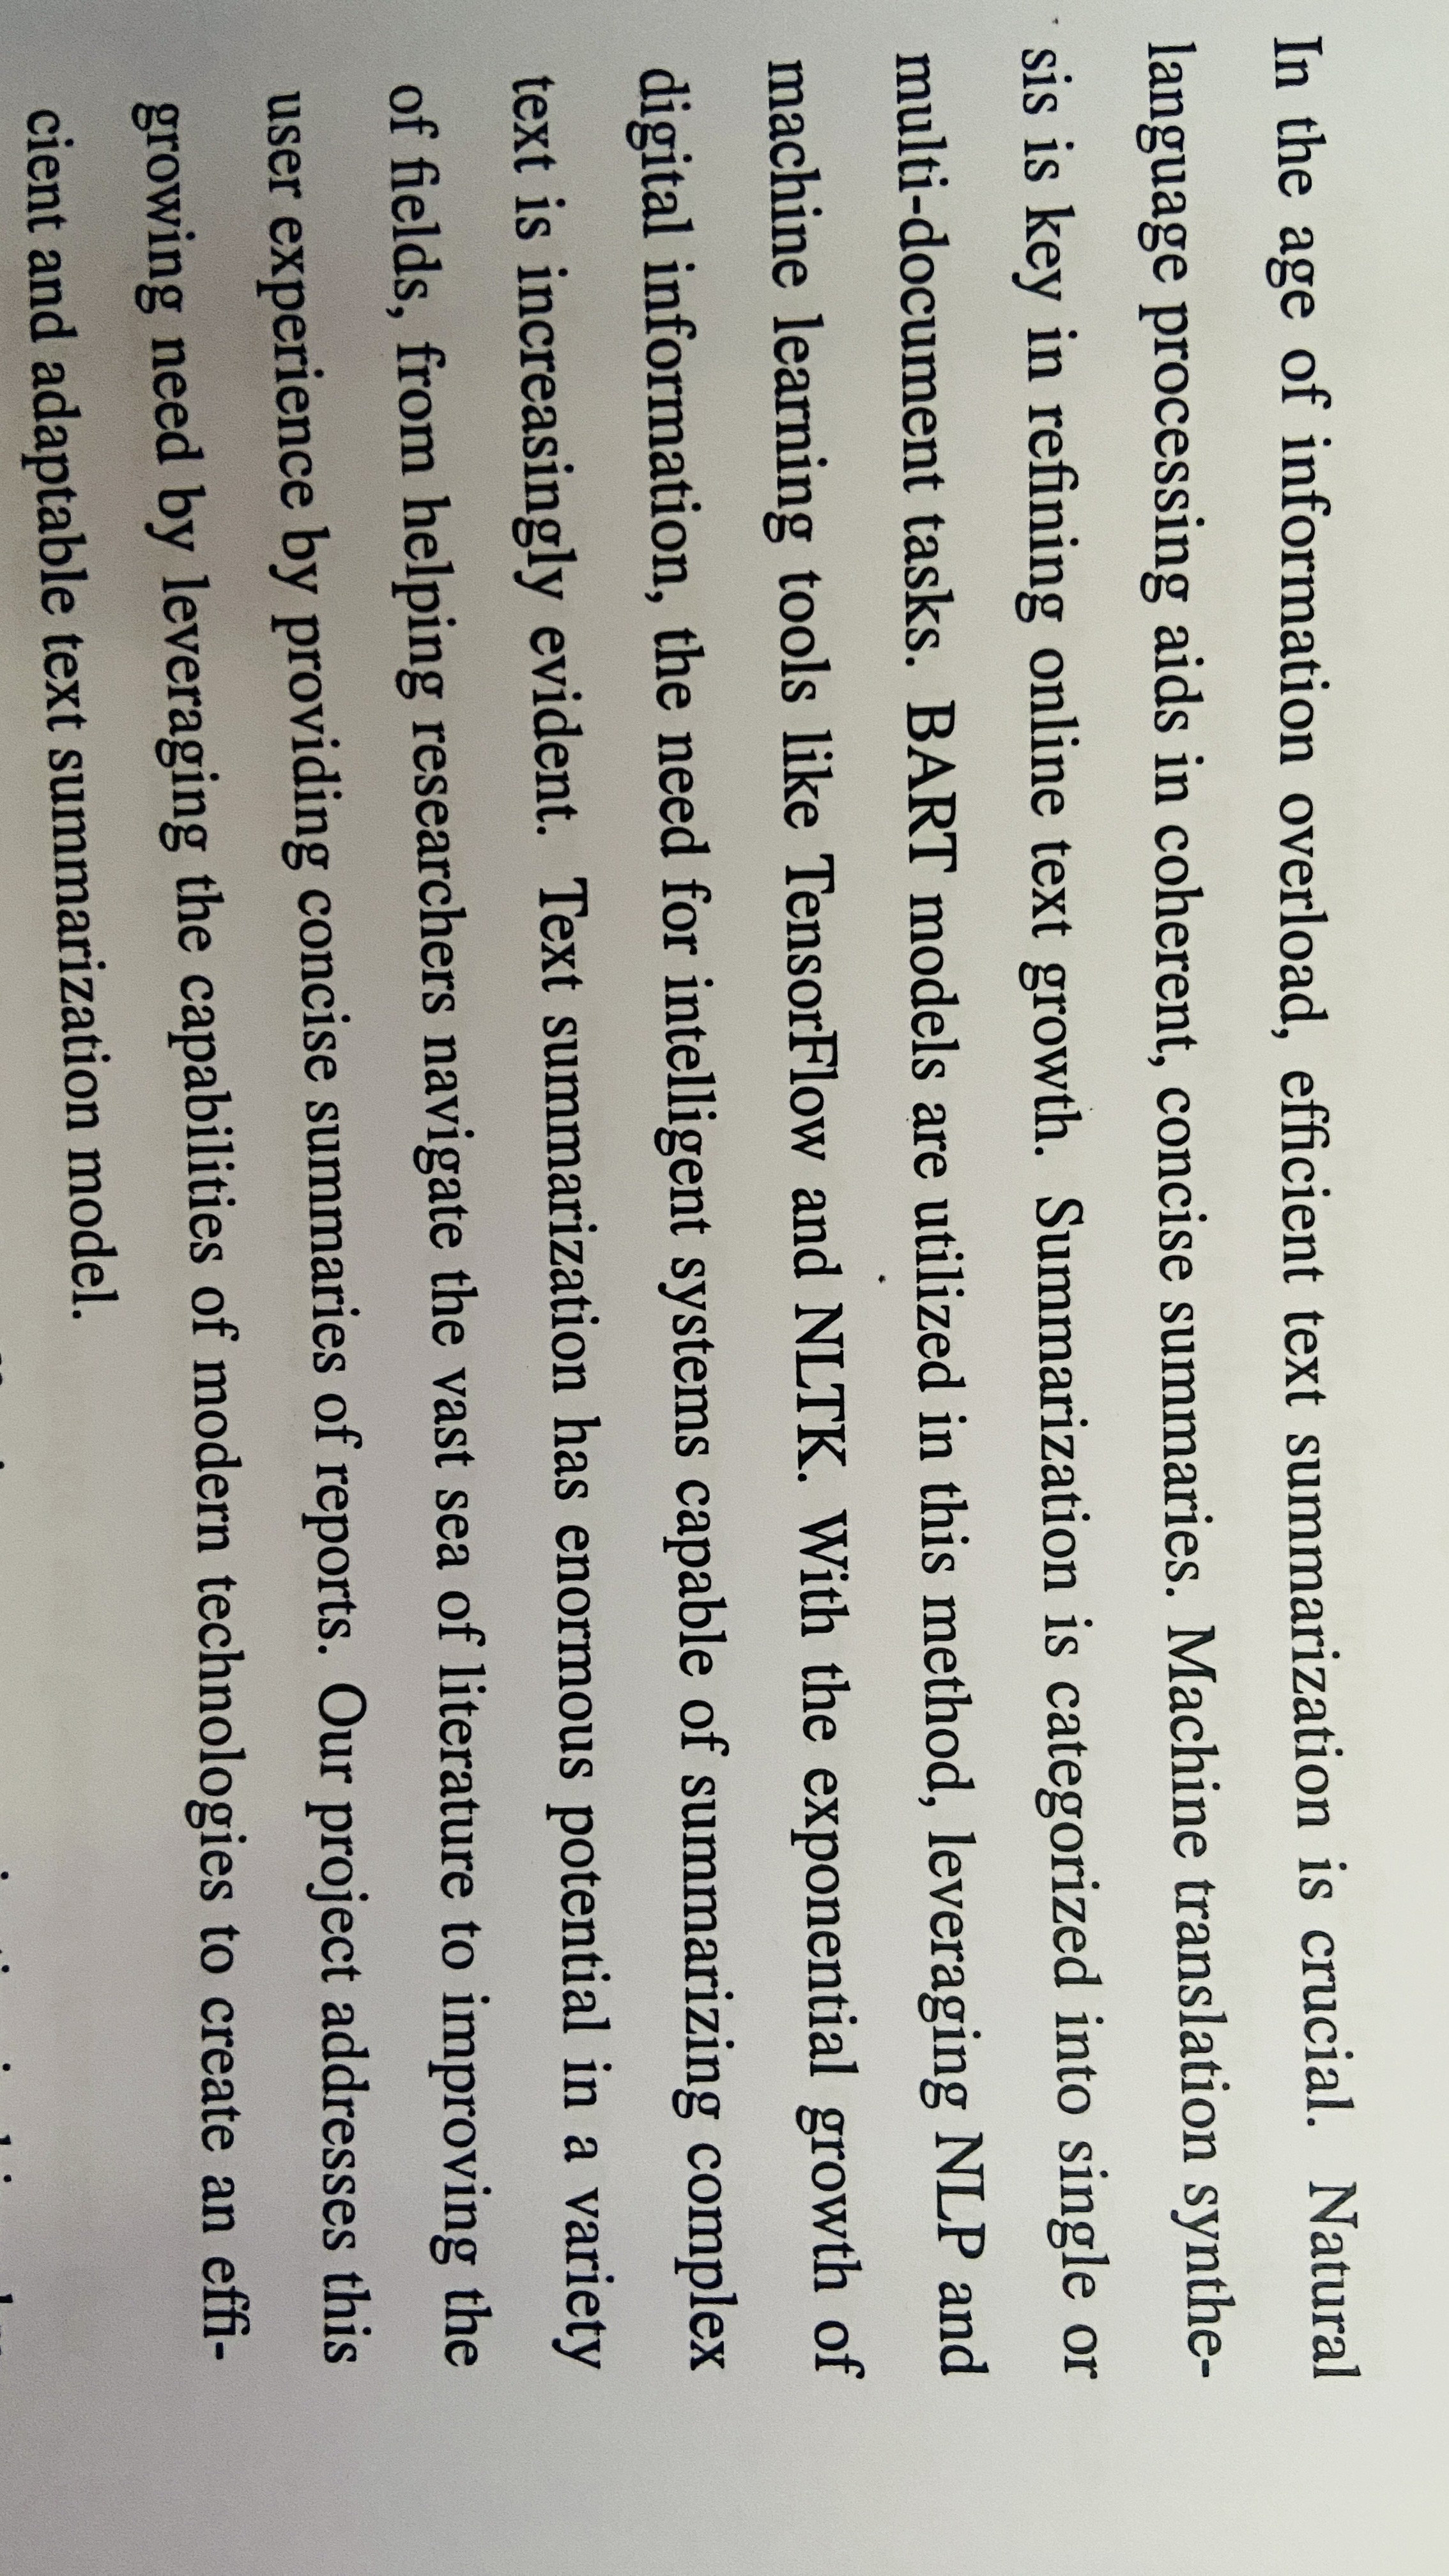 In the age of information overload, efficient text summarization is crucial. Natural
language processing aids in coherent, concise summaries. Machine translation synthe-
sis is key in refining online text growth. Summarization is categorized into single or
multi-document tasks. BART models are utilized in this method, leveraging NLP and
machine learning tools like TensorFlow and NLTK. With the exponential growth of
digital information, the need for intelligent systems capable of summarizing complex
text is increasingly evident. Text summarization has enormous potential in a variety
of fields, from helping researchers navigate the vast sea of literature to improving the
user experience by providing concise summaries of reports. Our project addresses this
growing need by leveraging the capabilities of modern technologies to create an effi-
cient and adaptable text summarization model.